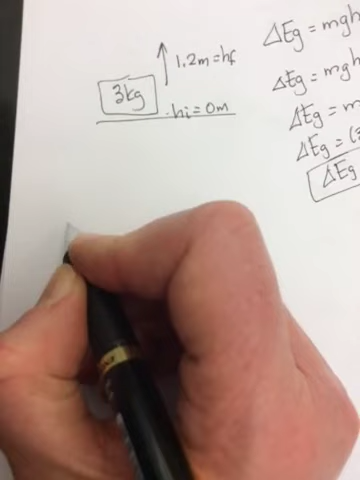 1.2m=hf
3kg
hi=0m
ΔEg=mgh
ΔEg=mgh
ΔEg=m
ΔEg=(3
ΔEg